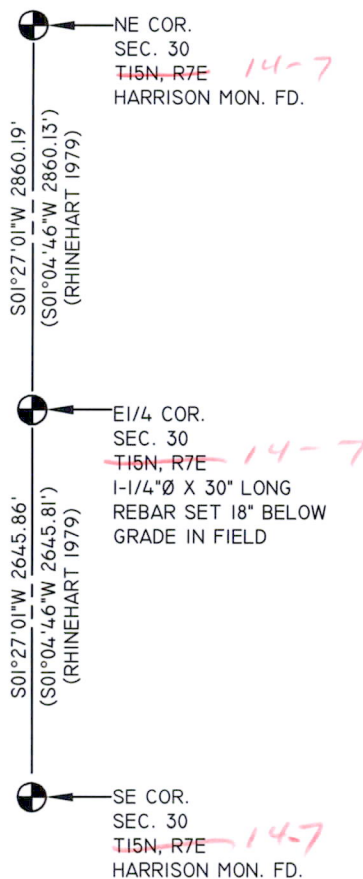 NE COR.
SEC. 30
T15N, R7E 14-7
HARRISON MON. FD.
S01°27'01"W 2860.19'
(S01°04'46"W 2860.13')
(RHINEHART 1979)
E1/4 COR.
SEC. 30
T15N, R7E 14-7
1-1/4"Ø X 30" LONG
REBAR SET 18" BELOW
GRADE IN FIELD
S01°27'01"W 2645.86'
(S01°04'46"W 2645.81')
(RHINEHART 1979)
SE COR.
SEC. 30
T15N, R7E 14-7
HARRISON MON. FD.